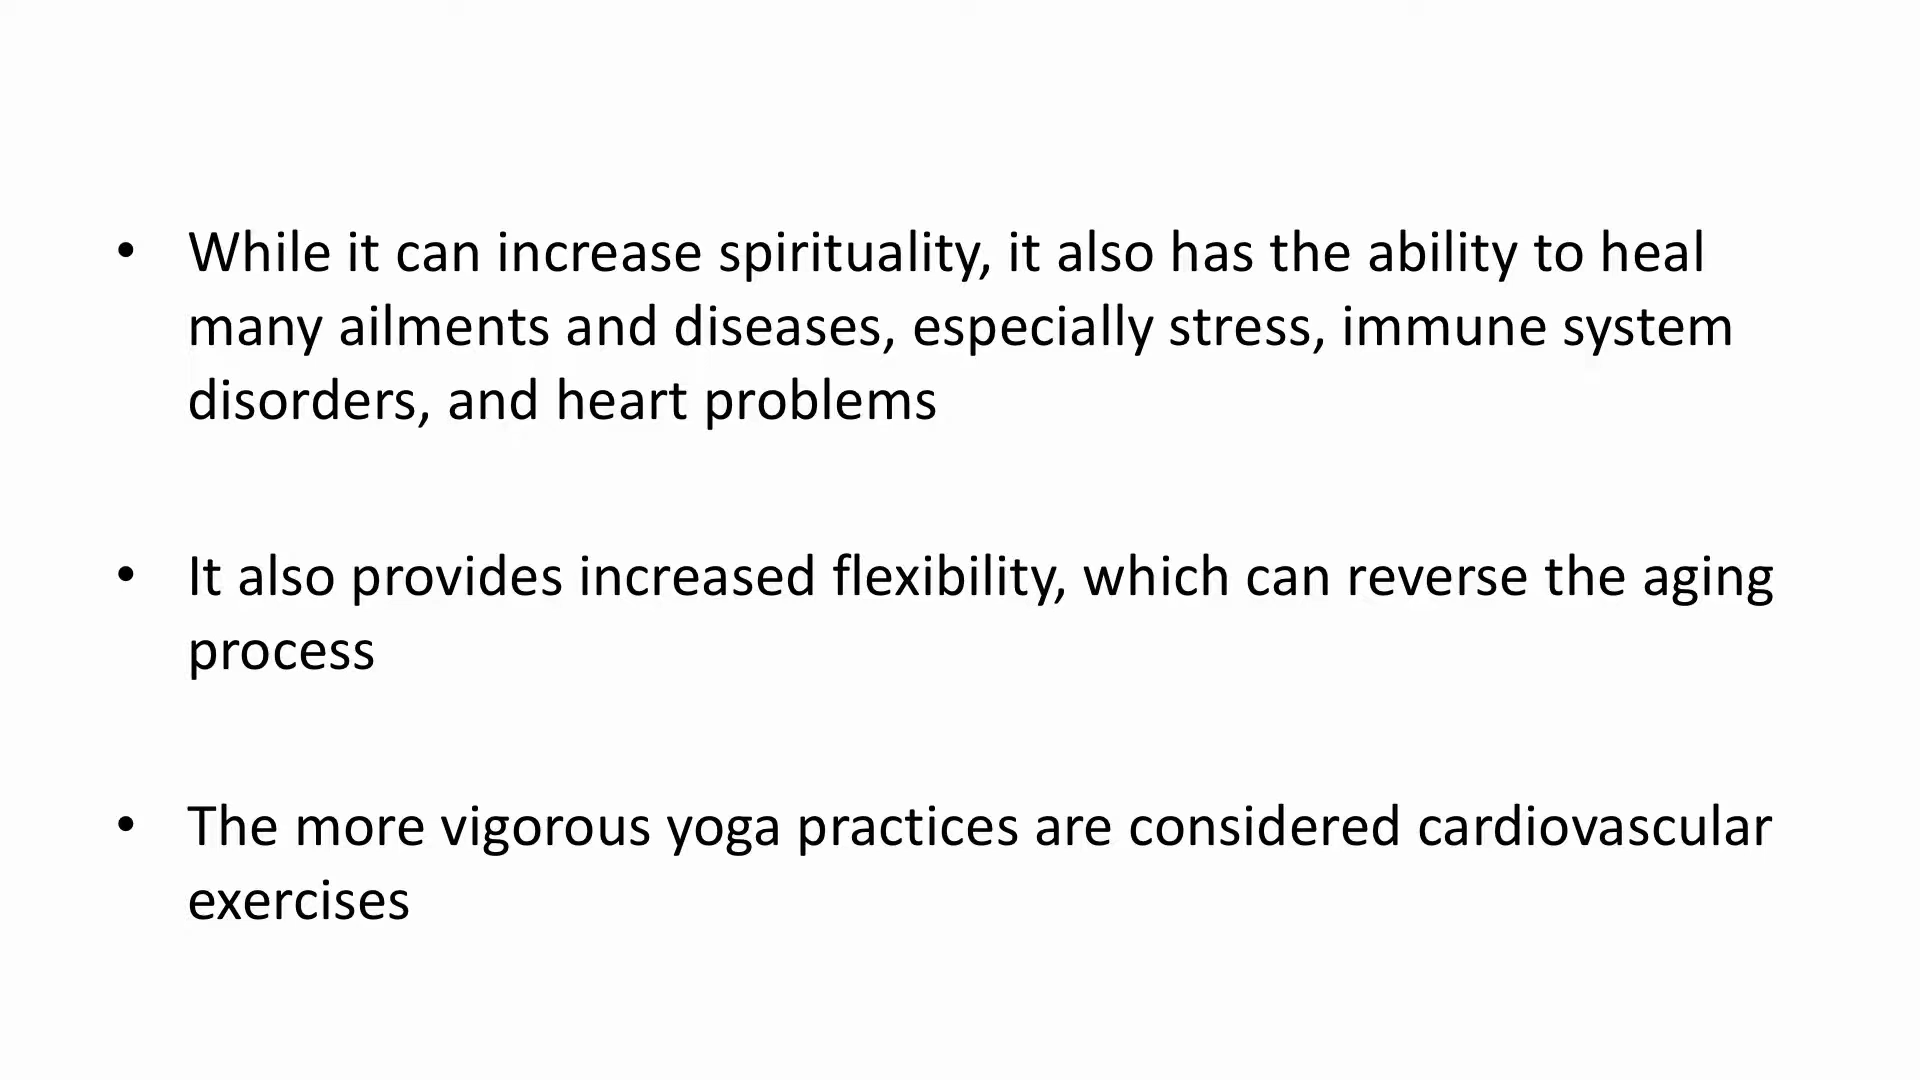 • While it can increase spirituality, it also has the ability to heal
many ailments and diseases, especially stress, immune system
disorders, and heart problems
• It also provides increased flexibility, which can reverse the aging
process
• The more vigorous yoga practices are considered cardiovascular
exercises